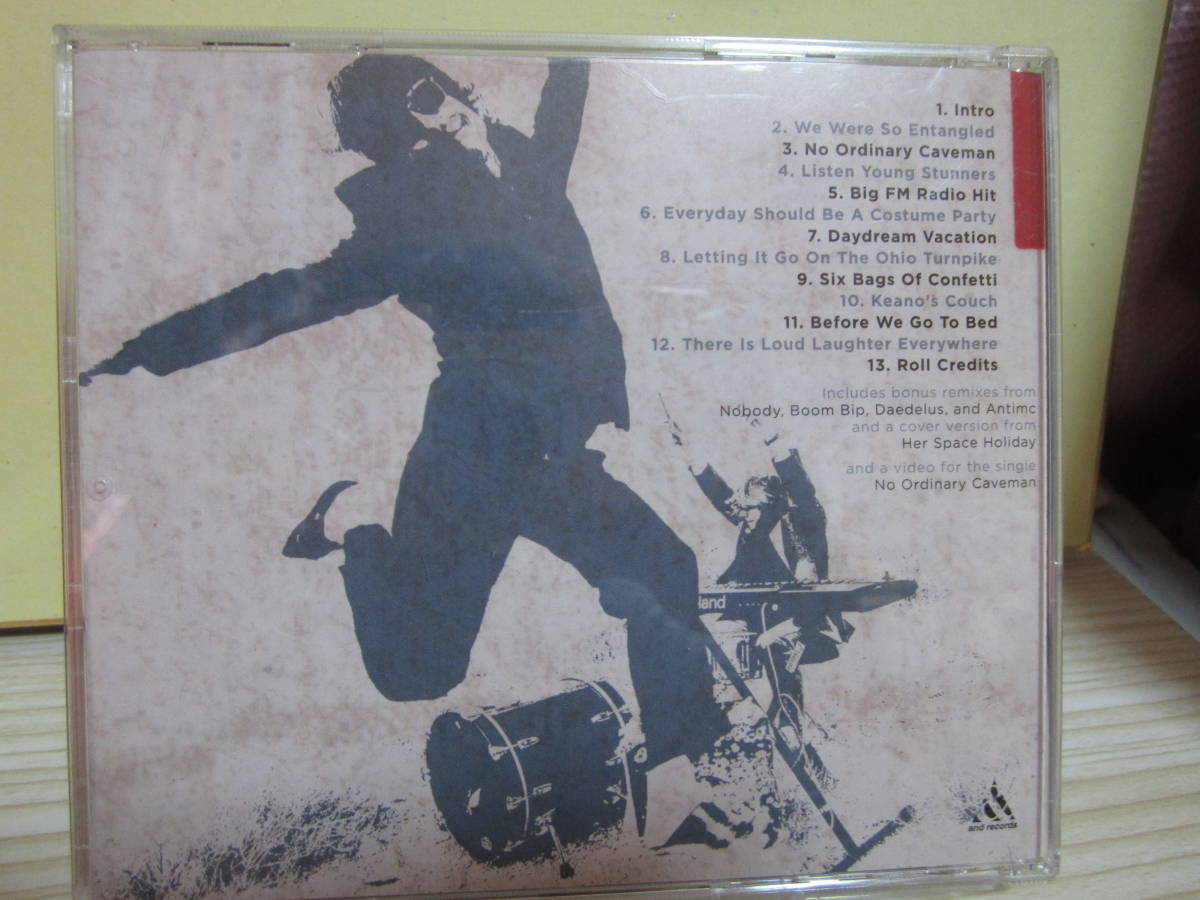 1. Intro
2. We Were So Entangled
3. No Ordinary Caveman
4. Listen Young Stunners
5. Big FM Radio Hit
6. Everyday Should Be A Costume Party
7. Daydream Vacation
8. Letting It Go On The Ohio Turnpike
9. Six Bags Of Confetti
10. Keano's Couch
11. Before We Go To Bed
12. There Is Loud Laughter Everywhere
13. Roll Credits
Includes bonus remixes from
Nobody, Boom Bip, Daedelus, and Antimc
and a cover version from
Her Space Holiday
and a video for the single
No Ordinary Caveman
land
&
and records